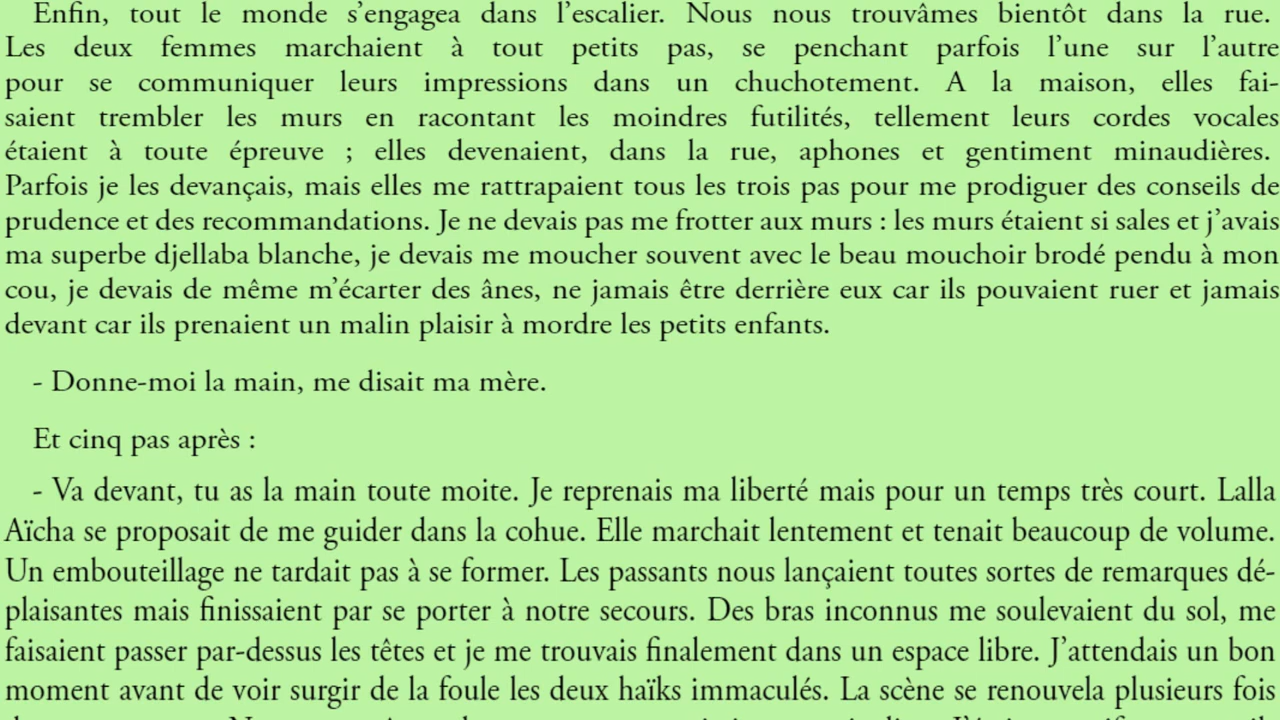 Enfin, tout le monde s'engagea dans l'escalier. Nous nous trouvâmes bientôt dans la rue.
Les deux femmes marchaient à tout petits pas, se penchant parfois l'une sur l'autre
pour se communiquer leurs impressions dans un chuchotement. A la maison, elles fai-
saient trembler les murs en racontant les moindres futilités, tellement leurs cordes vocales
étaient à toute épreuve ; elles devenaient, dans la rue, aphones et gentiment minaudières.
Parfois je les devançais, mais elles me rattrapaient tous les trois pas pour me prodiguer des conseils de
prudence et des recommandations. Je ne devais pas me frotter aux murs : les murs étaient si sales et j'avais
ma superbe djellaba blanche, je devais me moucher souvent avec le beau mouchoir brodé pendu à mon
cou, je devais de même m'écarter des ânes, ne jamais être derrière eux car ils pouvaient ruer et jamais
devant car ils prenaient un malin plaisir à mordre les petits enfants.
- Donne-moi la main, me disait ma mère.
Et cinq pas après :
- Va devant, tu as la main toute moite. Je reprenais ma liberté mais pour un temps très court. Lalla
Aïcha se proposait de me guider dans la cohue. Elle marchait lentement et tenait beaucoup de volume.
Un embouteillage ne tardait pas à se former. Les passants nous lançaient toutes sortes de remarques dé-
plaisantes mais finissaient par se porter à notre secours. Des bras inconnus me soulevaient du sol, me
faisaient passer par-dessus les têtes et je me trouvais finalement dans un espace libre. J'attendais un bon
moment avant de voir surgir de la foule les deux haïks immaculés. La scène se renouvela plusieurs fois